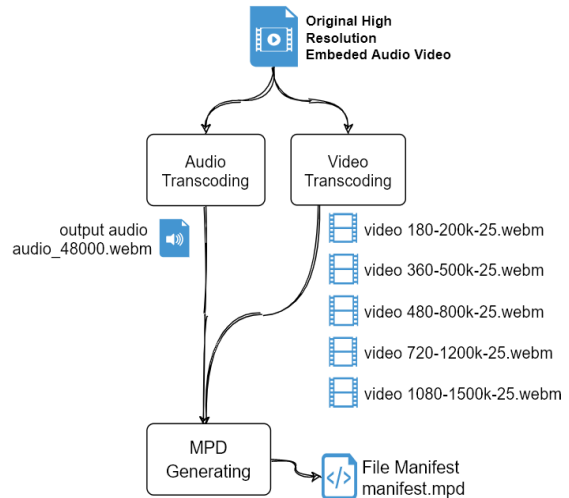 Original High
Resolution
Embeded Audio Video
Audio
Transcoding
Video
Transcoding
output audio
audio_48000.webm
video 180-200k-25.webm
video 360-500k-25.webm
video 480-800k-25.webm
video 720-1200k-25.webm
video 1080-1500k-25.webm
MPD
Generating
File Manifest
manifest.mpd